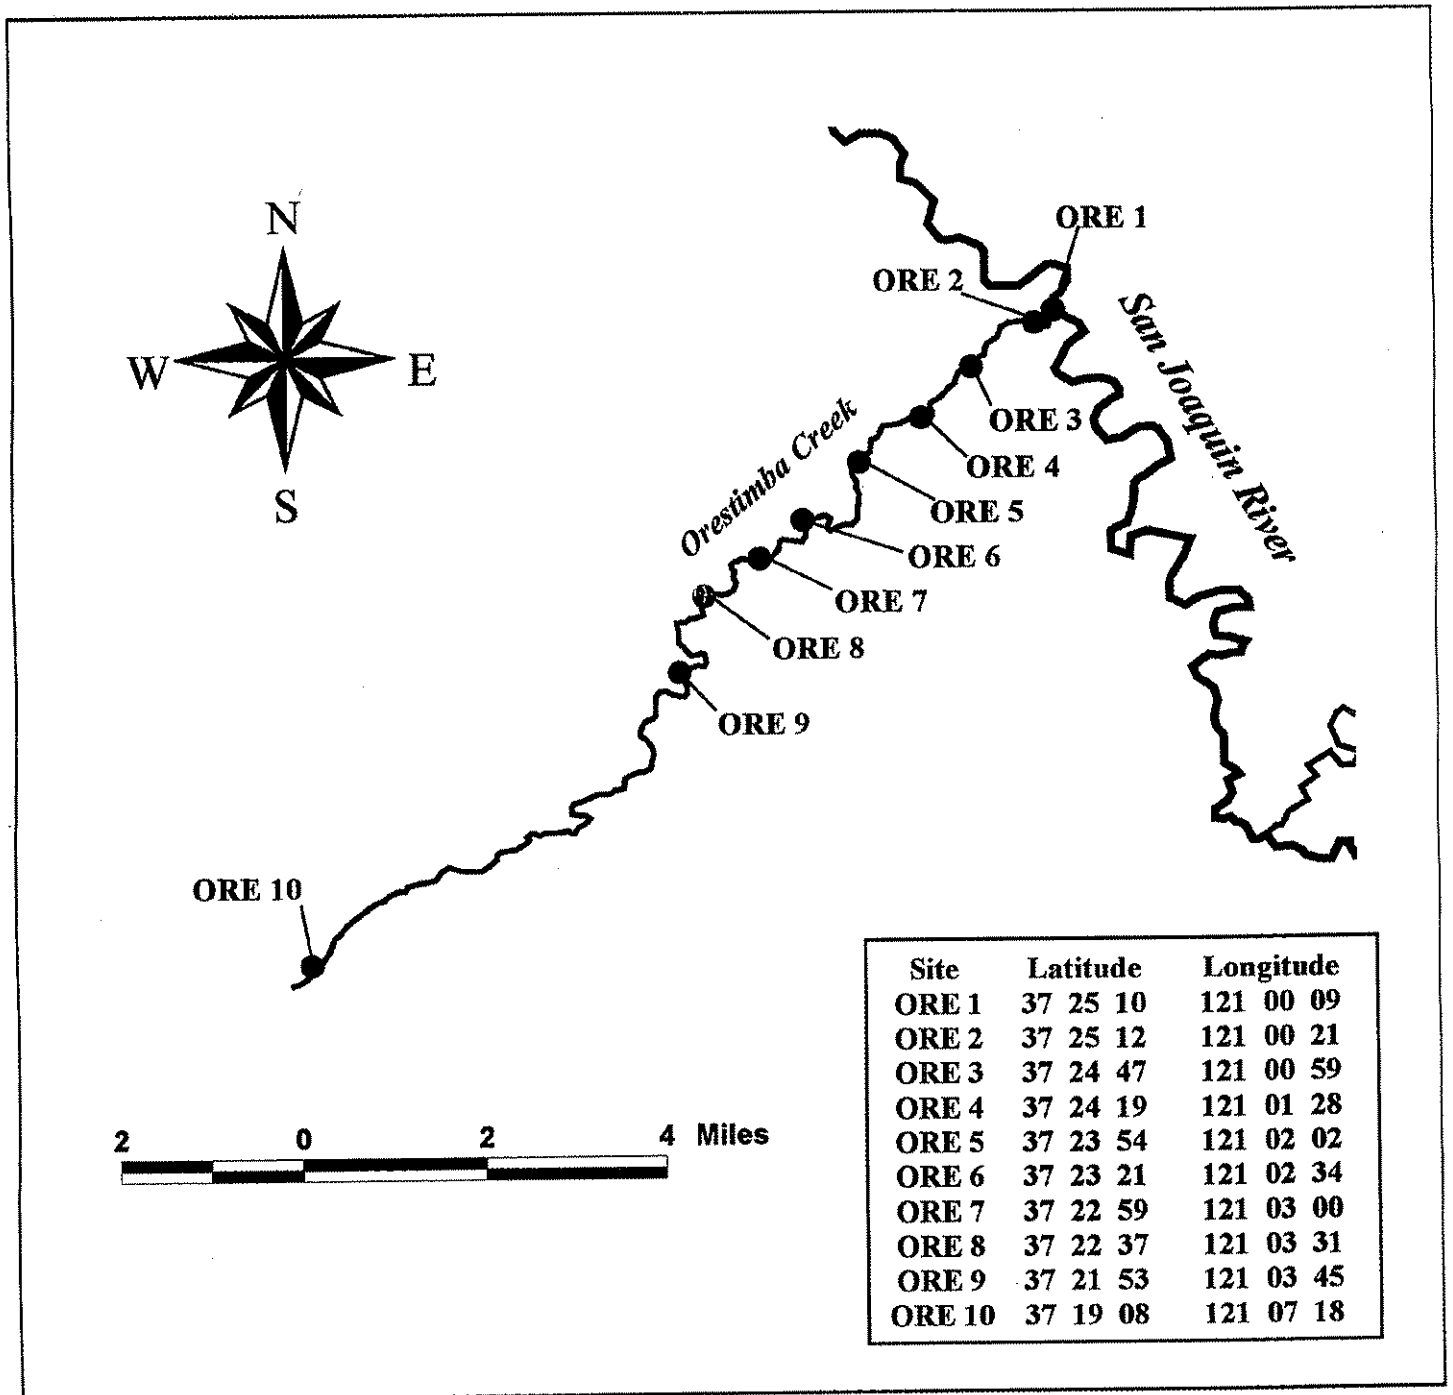 N
W
E
S
ORE 1
ORE 2
San Joaquin River
ORE 3
Orestimba Creek
ORE 4
ORE 5
ORE 6
ORE 7
ORE 8
ORE 9
ORE 10
2 0 2 4 Miles
Site Latitude Longitude
ORE 1 37 25 10 121 00 09
ORE 2 37 25 12 121 00 21
ORE 3 37 24 47 121 00 59
ORE 4 37 24 19 121 01 28
ORE 5 37 23 54 121 02 02
ORE 6 37 23 21 121 02 34
ORE 7 37 22 59 121 03 00
ORE 8 37 22 37 121 03 31
ORE 9 37 21 53 121 03 45
ORE 10 37 19 08 121 07 18